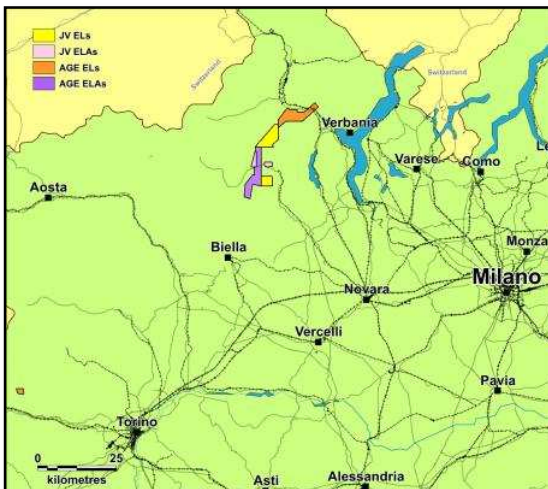 JV ELs
JV ELAs
AGE ELs
AGE ELAs
Switzerland
Switzerland
Verbania
Varese
Como
Le
Aosta
Biella
Monza
Milano
Novara
Vercelli
Pavia
Torino
0 25
kilometres
Asti
Alessandria